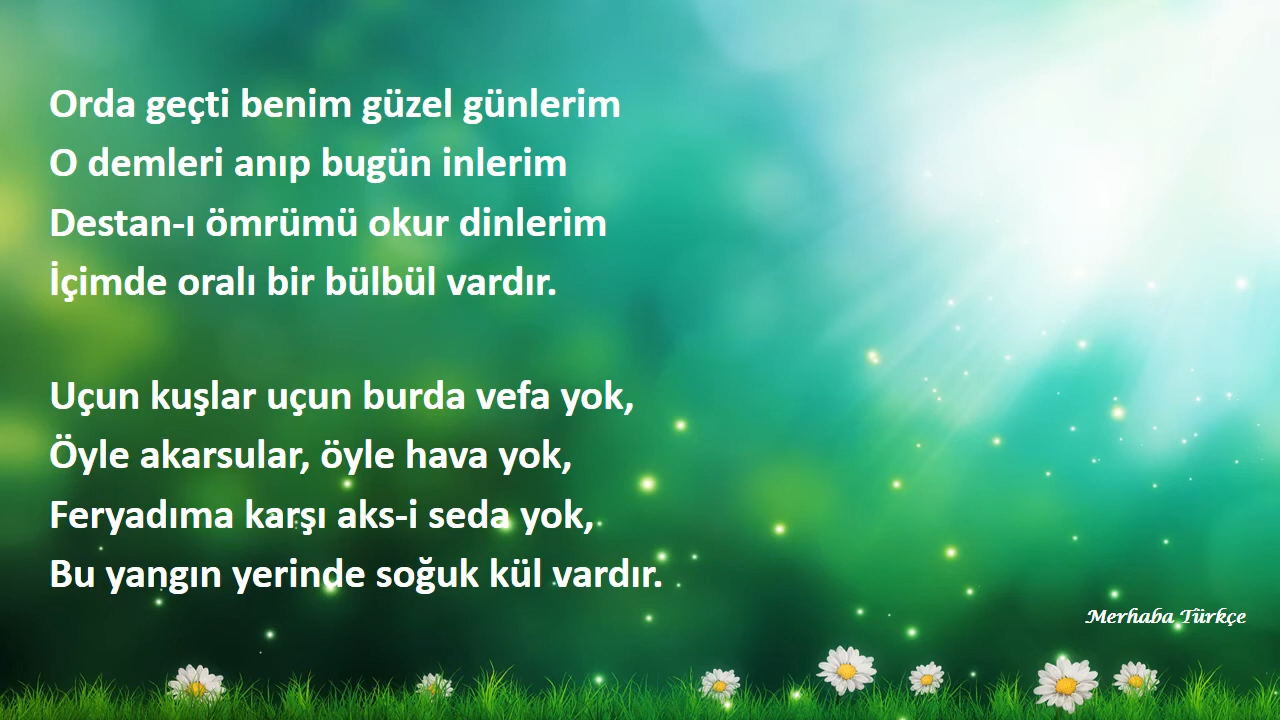 Orda geçti benim güzel günlerim
O demleri anıp bugün inlerim
Destan-ı ömrümü okur dinlerim
İçimde oralı bir bülbül vardır.
Uçun kuşlar uçun burda vefa yok,
Öyle akarsular, öyle hava yok,
Feryadıma karşı aks-i seda yok,
Bu yangın yerinde soğuk kül vardır.
Merhaba Türkçe